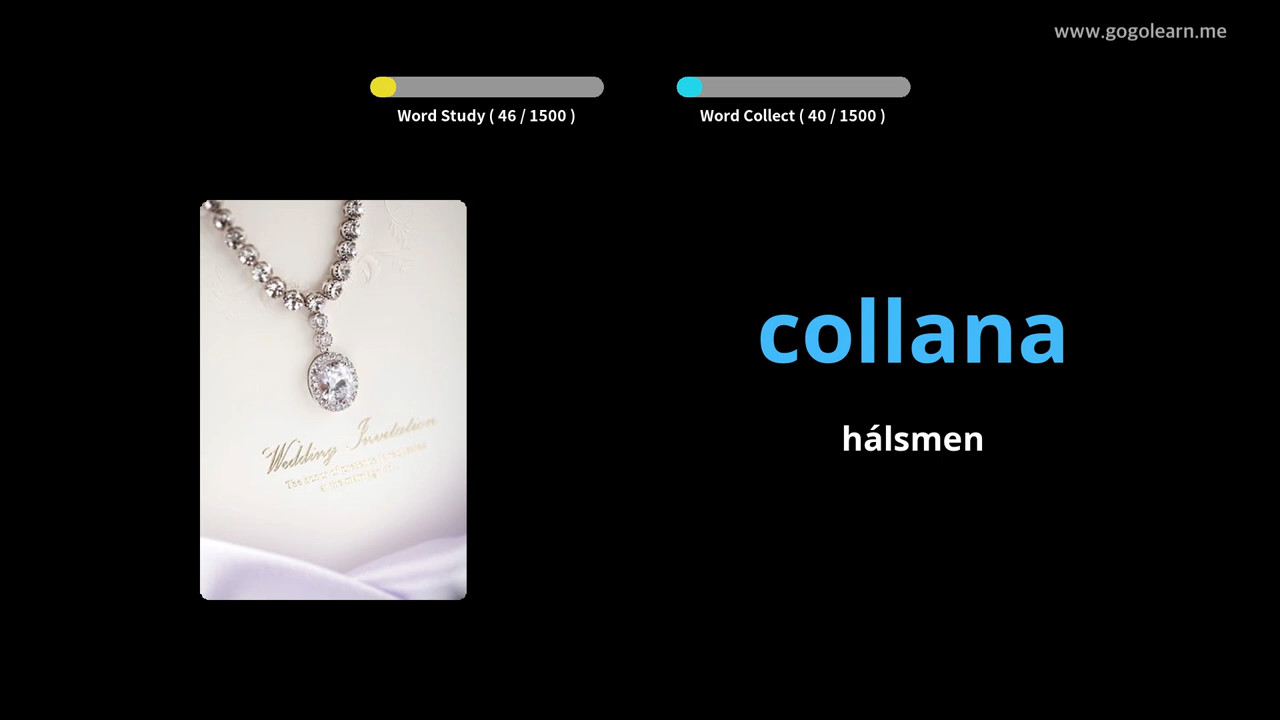 www.gogolearn.me
Word Study ( 46 / 1500 )
Word Collect ( 40 / 1500 )
collana
hálsmen
Wedding Invitation